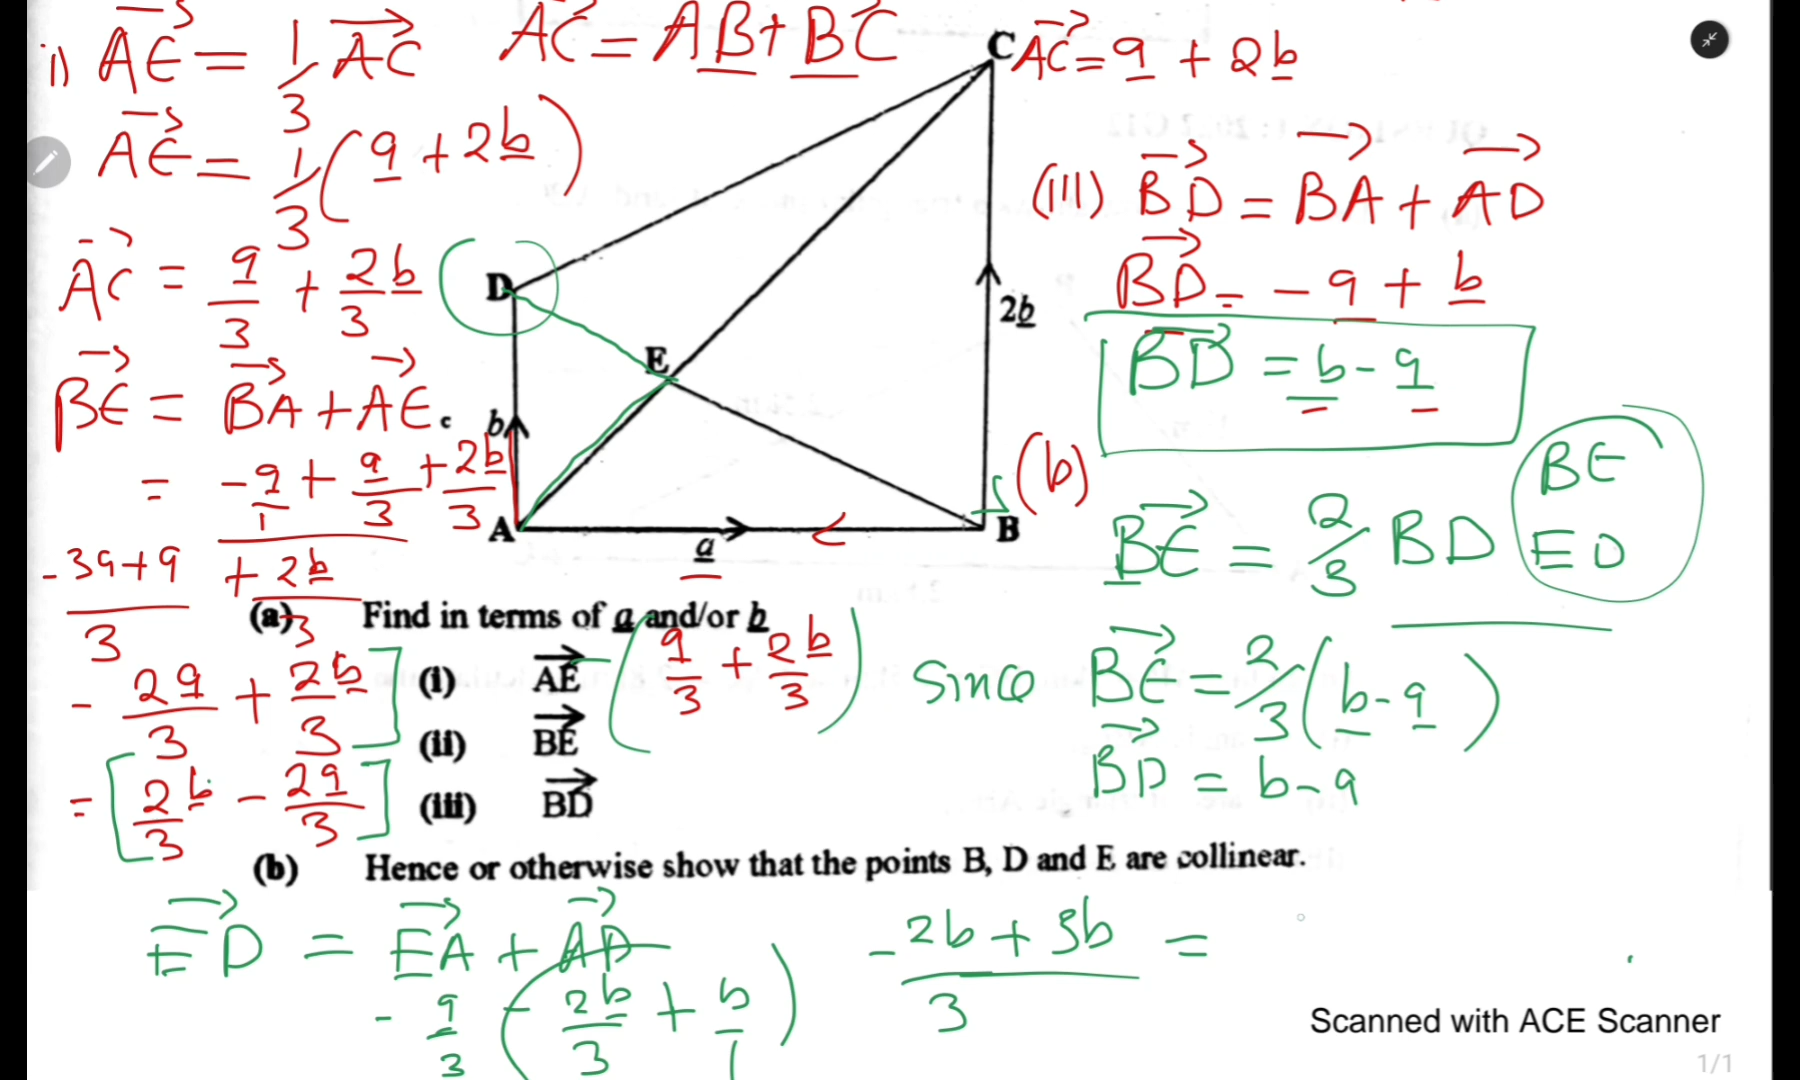 i) AE = 1/3 AC
AC = AB + BC
AC = a + 2b
AE = 1/3 (a + 2b)
AC = a/3 + 2b/3
BE = BA + AE
= -a/1 + a/3 + 2b/3
-3a+a/3 + 2b/3
- 2a/3 + 2b/3
= [2b/3 - 2a/3]
C
D
E
A
B
b
a
2b
c
(iii) BD = BA + AD
BD = -a + b
BD = b - a
(b)
BE = 2/3 BD
BE
ED
Since BE = 2/3 (b - a)
BD = b - a
(a) Find in terms of a and/or b
(i) AE (a/3 + 2b/3)
(ii) BE
(iii) BD
(b) Hence or otherwise show that the points B, D and E are collinear.
ED = EA + AD
- a/3 (- 2b/3 + b/1)
-2b + 3b/3 =
Scanned with ACE Scanner
1/1